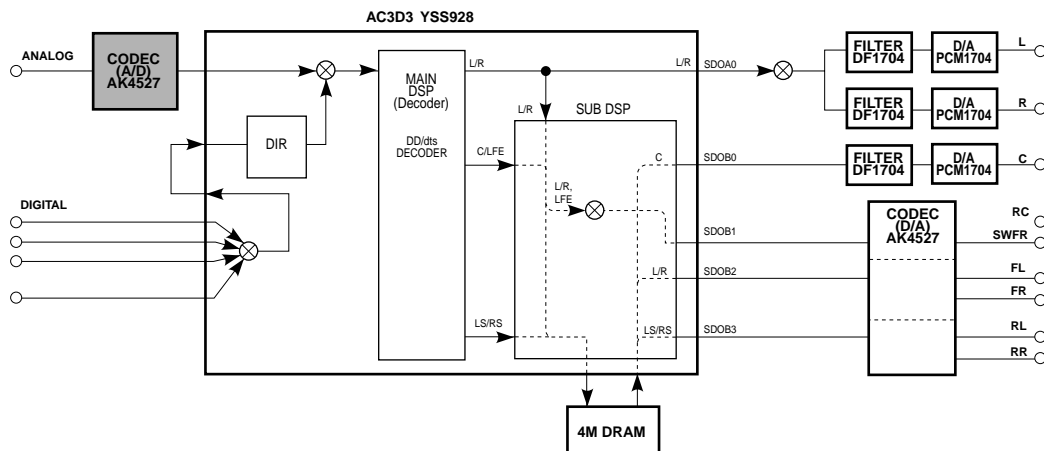 AC3D3 YSS928
ANALOG
CODEC
(A/D)
AK4527
MAIN
DSP
(Decoder)
DD/dts
DECODER
DIR
L/R
L/R
SDOA0
L/R
SUB DSP
C/LFE
C
SDOB0
L/R,
LFE
SDOB1
L/R
SDOB2
LS/RS
LS/RS
SDOB3
DIGITAL
4M DRAM
FILTER
DF1704
D/A
PCM1704
L
FILTER
DF1704
D/A
PCM1704
R
FILTER
DF1704
D/A
PCM1704
C
CODEC
(D/A)
AK4527
RC
SWFR
FL
FR
RL
RR